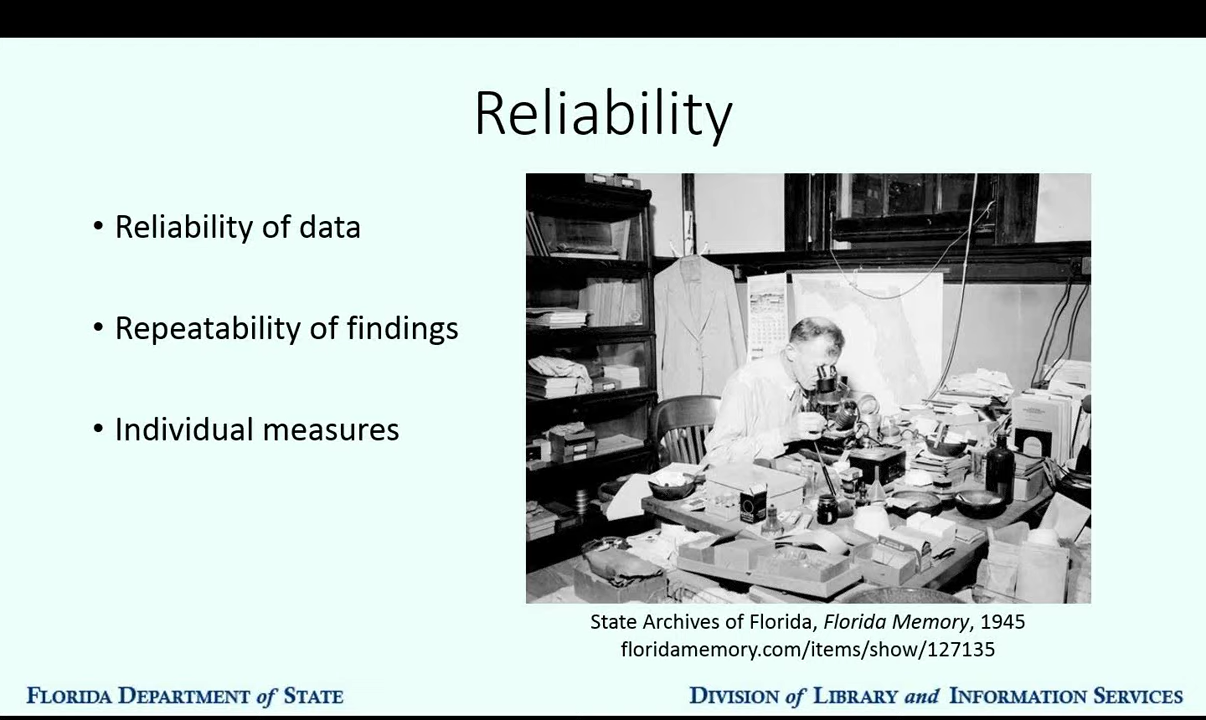 Reliability
• Reliability of data
• Repeatability of findings
• Individual measures
State Archives of Florida, Florida Memory, 1945
floridamemory.com/items/show/127135
FLORIDA DEPARTMENT of STATE
DIVISION of LIBRARY and INFORMATION SERVICES